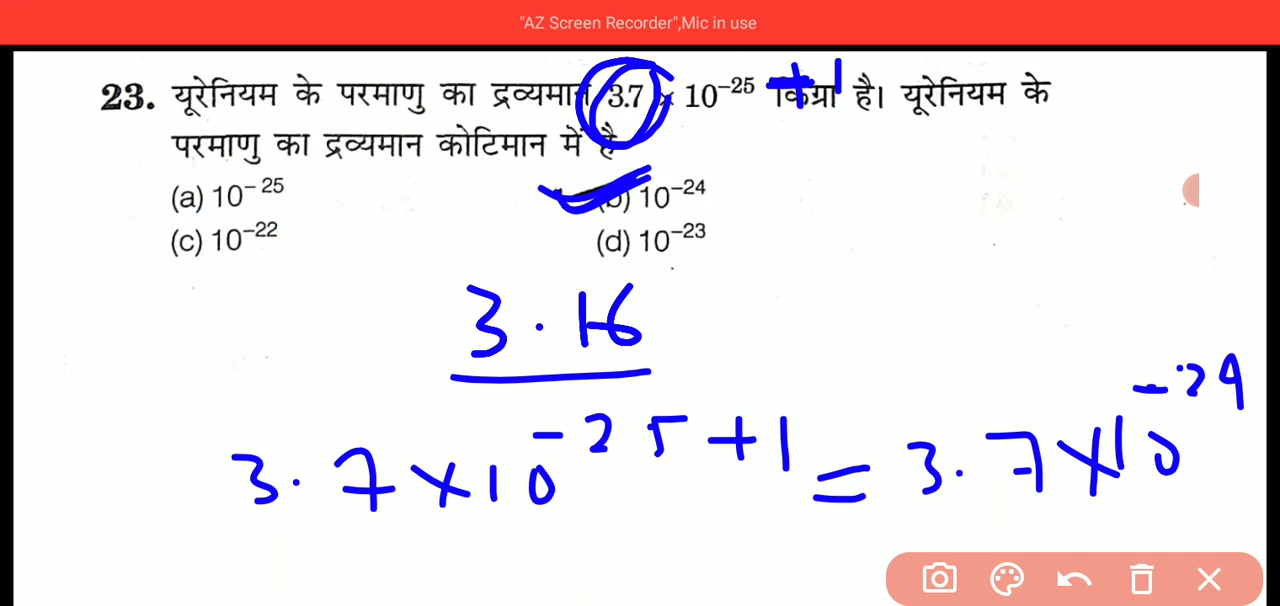 "AZ Screen Recorder",Mic in use
23. यूरेनियम के परमाणु का द्रव्यमान 3.7 × 10⁻²⁵ किग्रा है। यूरेनियम के +1
परमाणु का द्रव्यमान कोटिमान में है
(a) 10⁻²⁵ (b) 10⁻²⁴
(c) 10⁻²² (d) 10⁻²³
3.16
3.7×10⁻²⁵⁺¹ = 3.7×10⁻²⁴